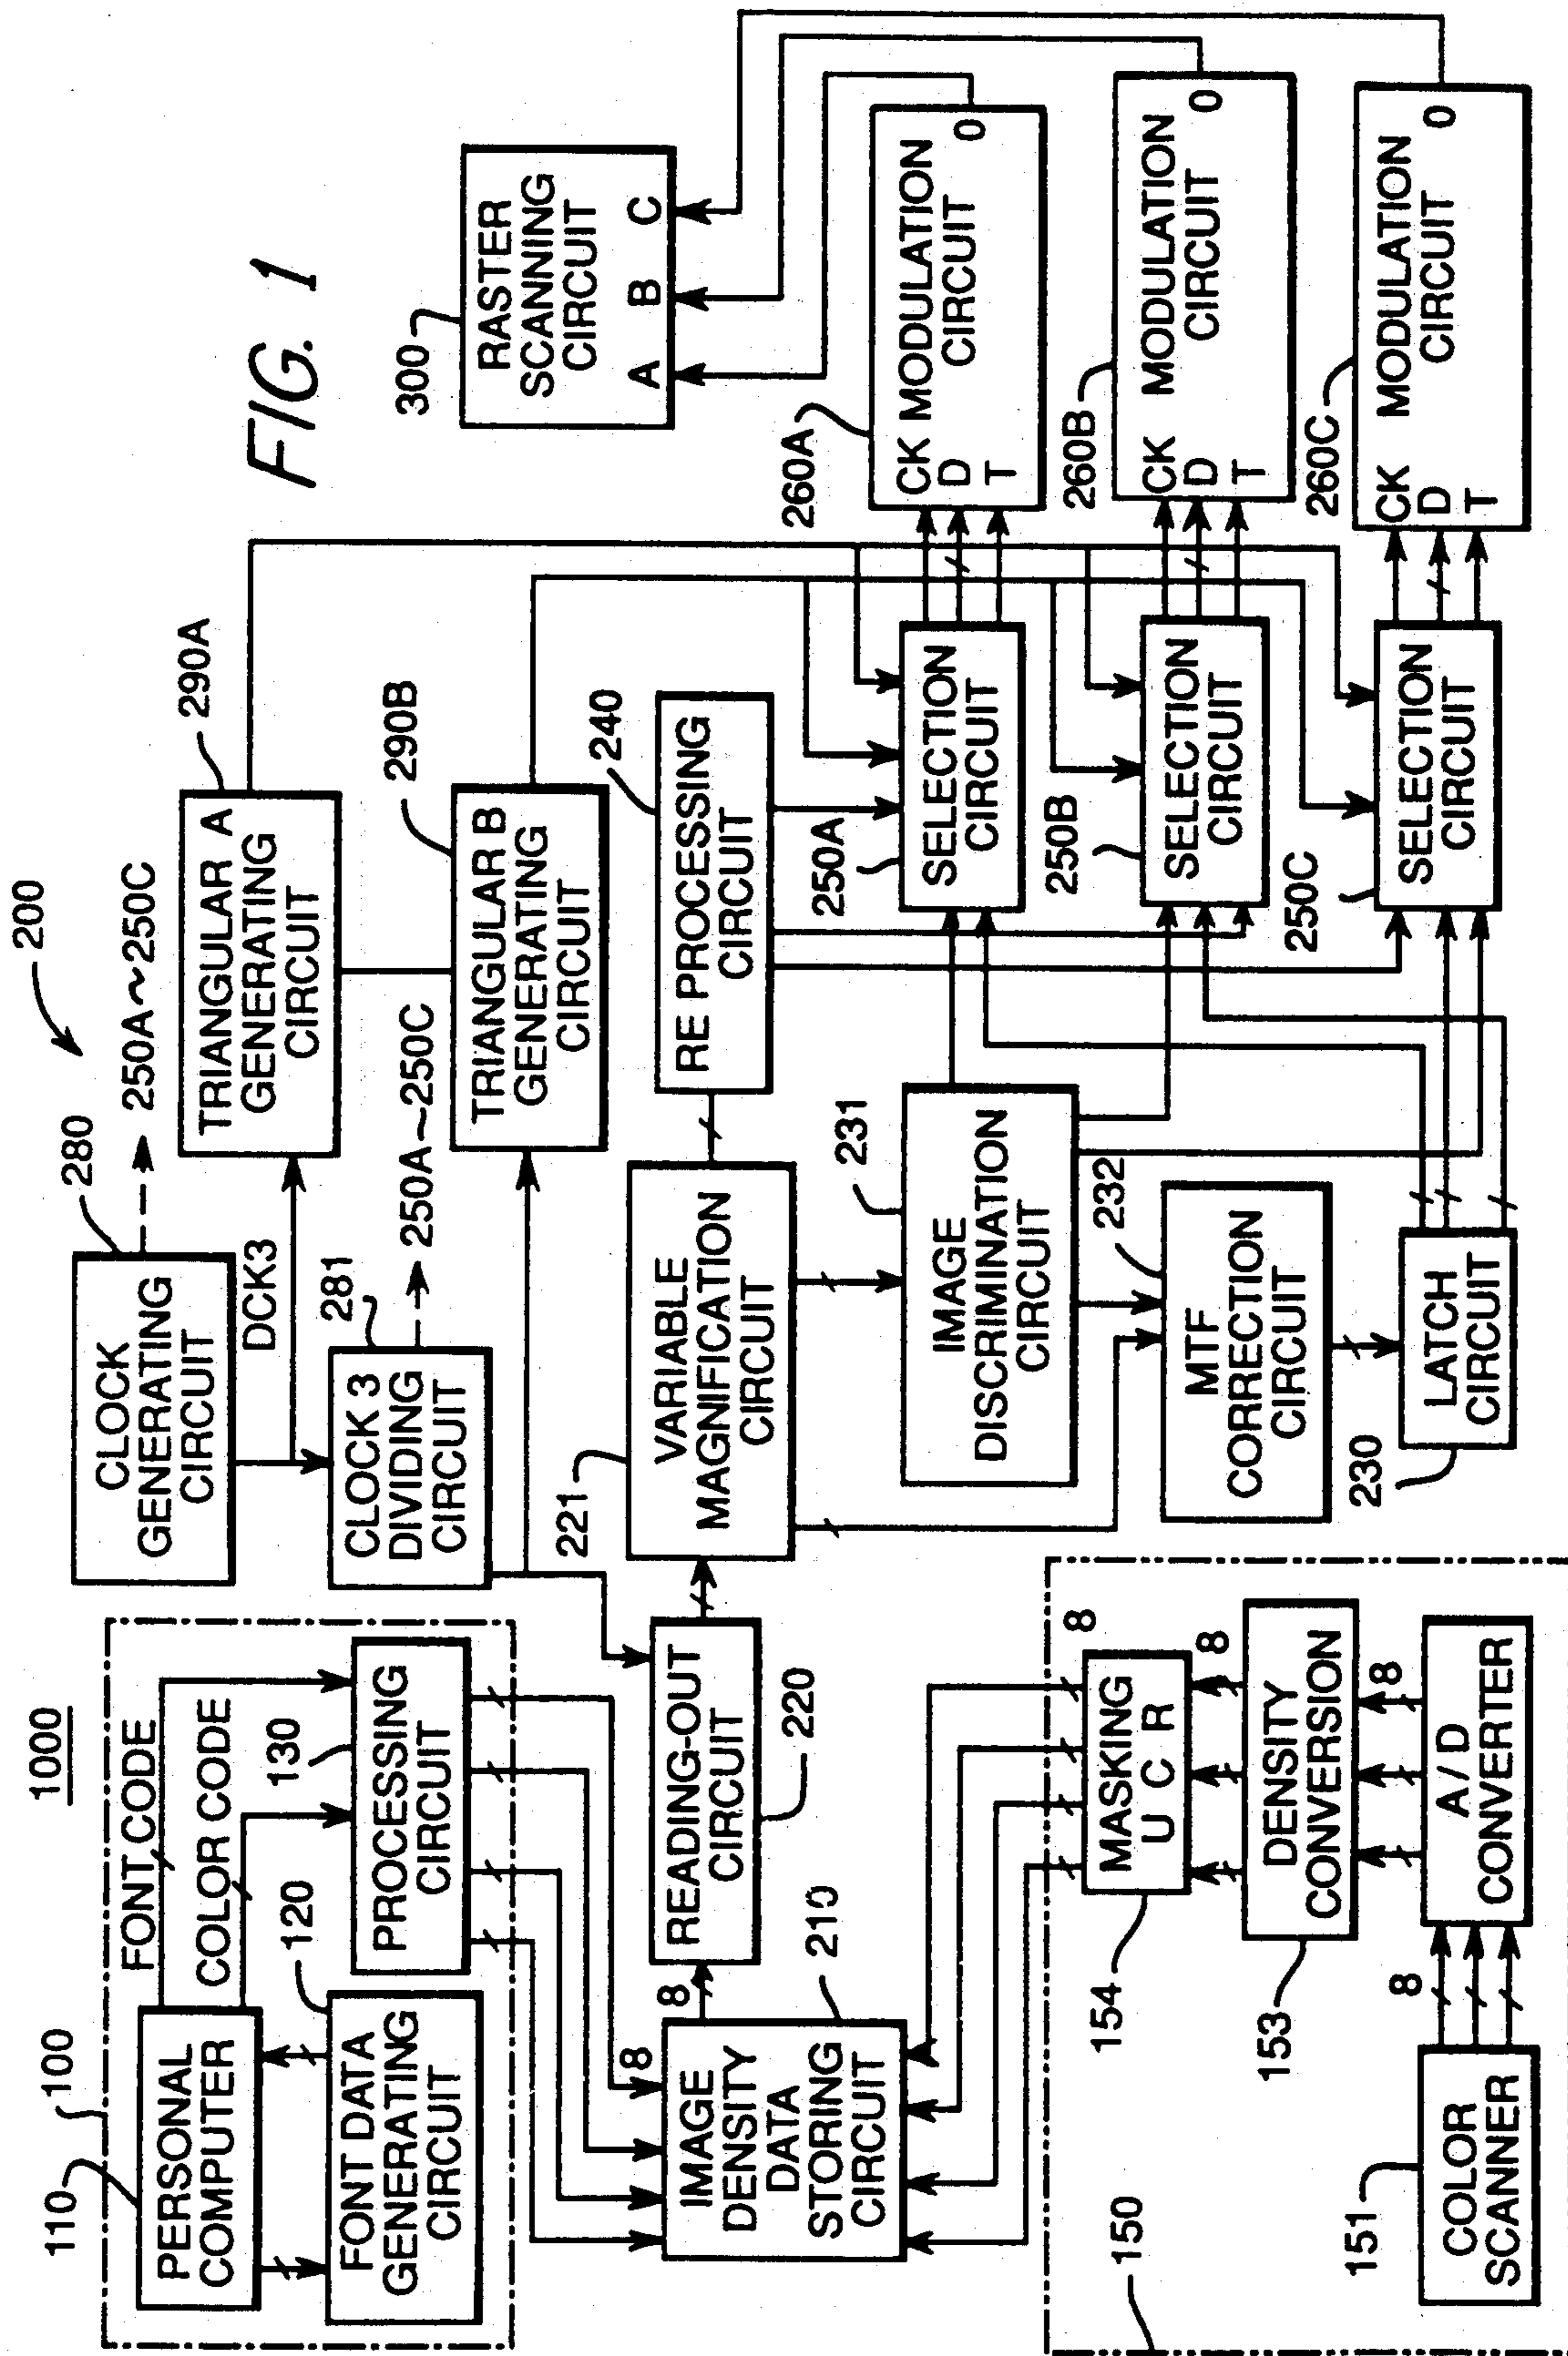 FIG. 1
1000
100
110
PERSONAL
COMPUTER
FONT CODE
COLOR CODE
120
FONT DATA
GENERATING
CIRCUIT
130
PROCESSING
CIRCUIT
200
280
CLOCK
GENERATING
CIRCUIT
250A~250C
DCK3
281
CLOCK 3
DIVIDING
CIRCUIT
250A~250C
290A
TRIANGULAR A
GENERATING
CIRCUIT
290B
TRIANGULAR B
GENERATING
CIRCUIT
300
RASTER
SCANNING
CIRCUIT
A B C
8
IMAGE
DENSITY
DATA
STORING
CIRCUIT
210
8
READING-OUT
CIRCUIT
220
221
VARIABLE
MAGNIFICATION
CIRCUIT
240
RE PROCESSING
CIRCUIT
231
IMAGE
DISCRIMINATION
CIRCUIT
232
MTF
CORRECTION
CIRCUIT
230
LATCH
CIRCUIT
250A
SELECTION
CIRCUIT
250B
SELECTION
CIRCUIT
250C
SELECTION
CIRCUIT
260A
CK MODULATION
D CIRCUIT 0
T
260B
CK MODULATION
D CIRCUIT 0
T
260C
CK MODULATION
D CIRCUIT 0
T
150
151
COLOR
SCANNER
8
A/D
CONVERTER
8
153
DENSITY
CONVERSION
8
154
MASKING
U C R
8